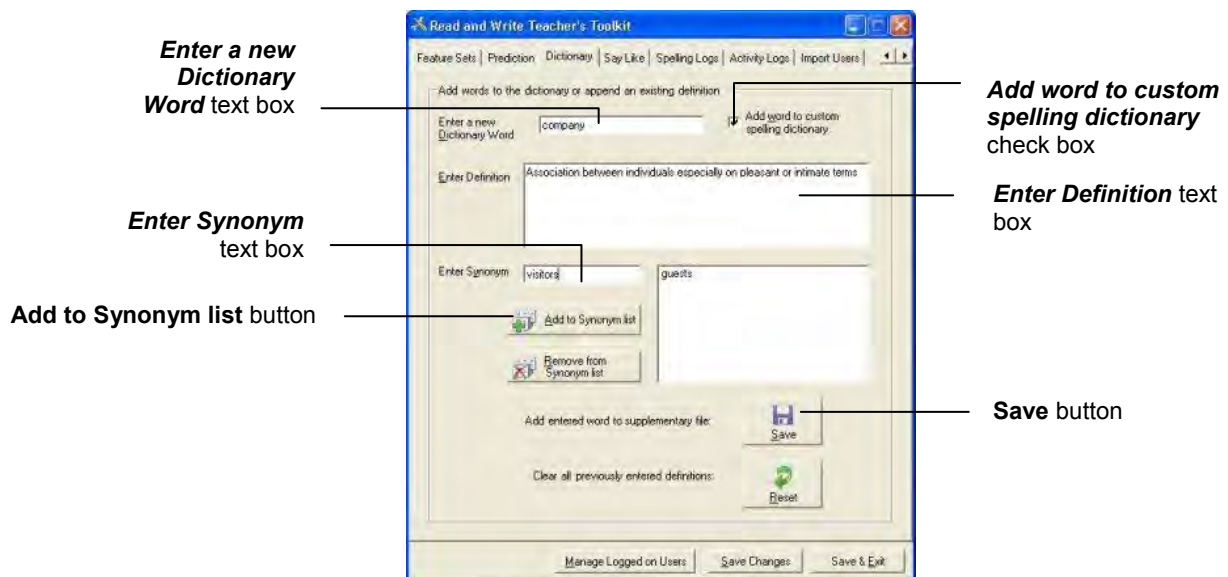 Read and Write Teacher's Toolkit
Feature Sets Prediction Dictionary Say Like Spelling Logs Activity Logs Import Users
Enter a new
Dictionary
Word text box
Add words to the dictionary or append an existing definition
Enter a new
Dictionary Word
company
Add word to custom
spelling dictionary
Add word to custom
spelling dictionary
check box
Enter Definition
Association between individuals especially on pleasant or intimate terms
Enter Definition text
box
Enter Synonym
text box
Enter Synonym
visitors
guests
Add to Synonym list button
Add to Synonym list
Remove from
Synonym list
Add entered word to supplementary file:
Save
Save button
Clear all previously entered definitions:
Reset
Manage Logged on Users
Save Changes
Save & Exit